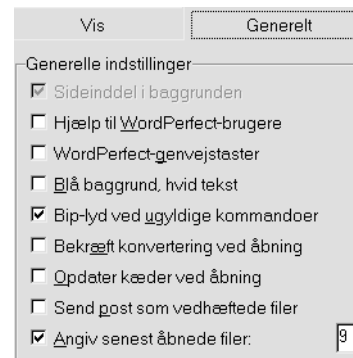 Vis Generelt
Generelle indstillinger
Sideinddel i baggrunden
Hjælp til WordPerfect-brugere
WordPerfect-genvejstaster
Blå baggrund, hvid tekst
Bip-lyd ved ugyldige kommandoer
Bekræft konvertering ved åbning
Opdater kæder ved åbning
Send post som vedhæftede filer
Angiv senest åbnede filer: 9